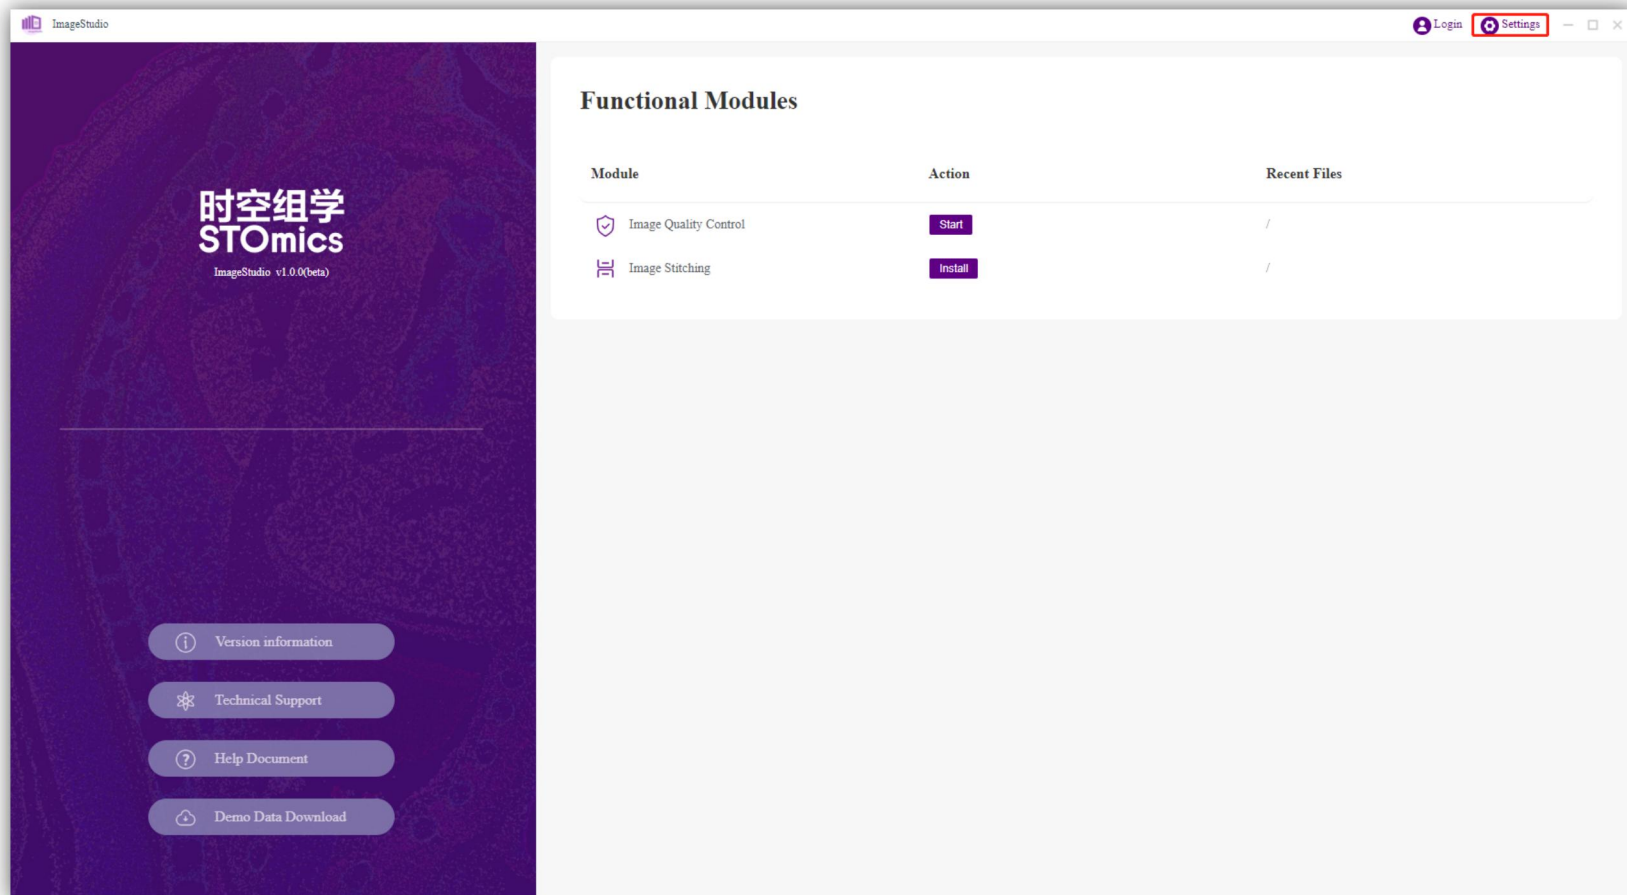 ImageStudio
Login
Settings
时空组学
STOmics
ImageStudio v1.0.0(beta)
Version information
Technical Support
Help Document
Demo Data Download
Functional Modules
Module Action Recent Files
Image Quality Control Start /
Image Stitching Install /